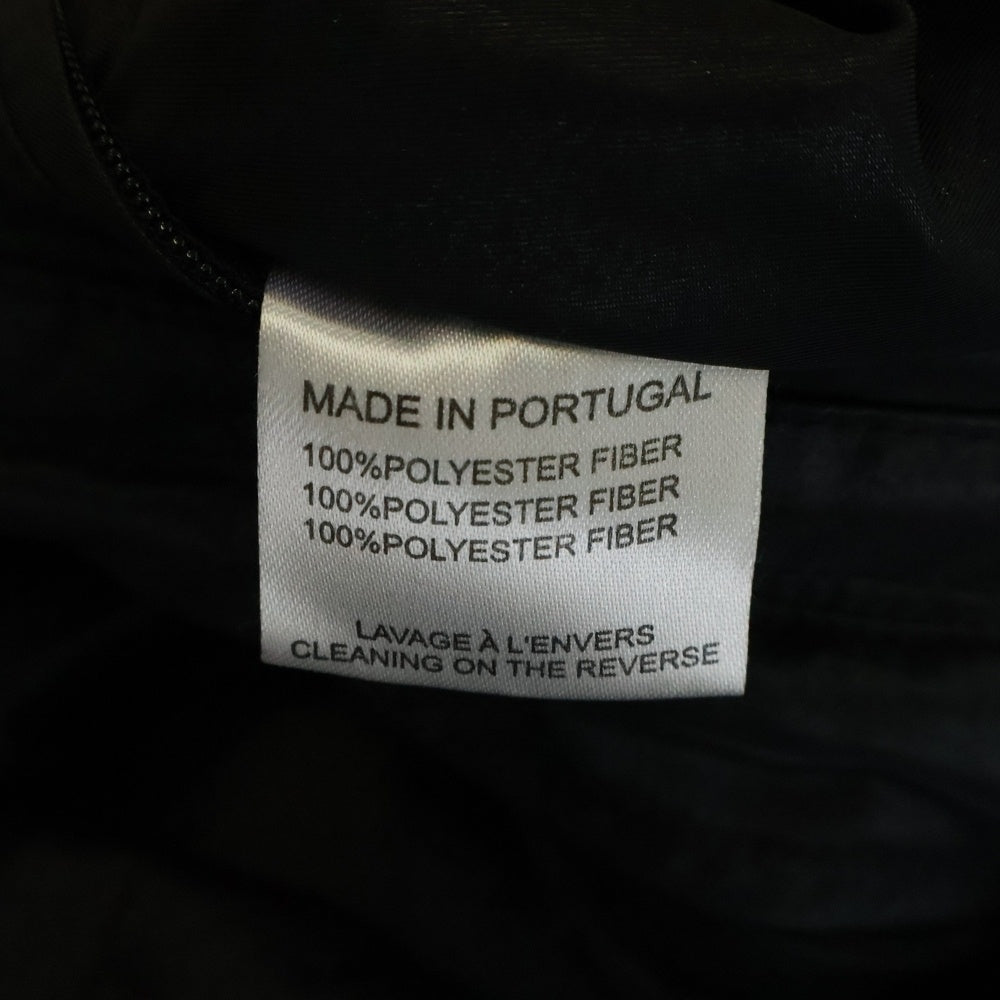 MADE IN PORTUGAL
100%POLYESTER FIBER
100%POLYESTER FIBER
100%POLYESTER FIBER
LAVAGE À L'ENVERS
CLEANING ON THE REVERSE